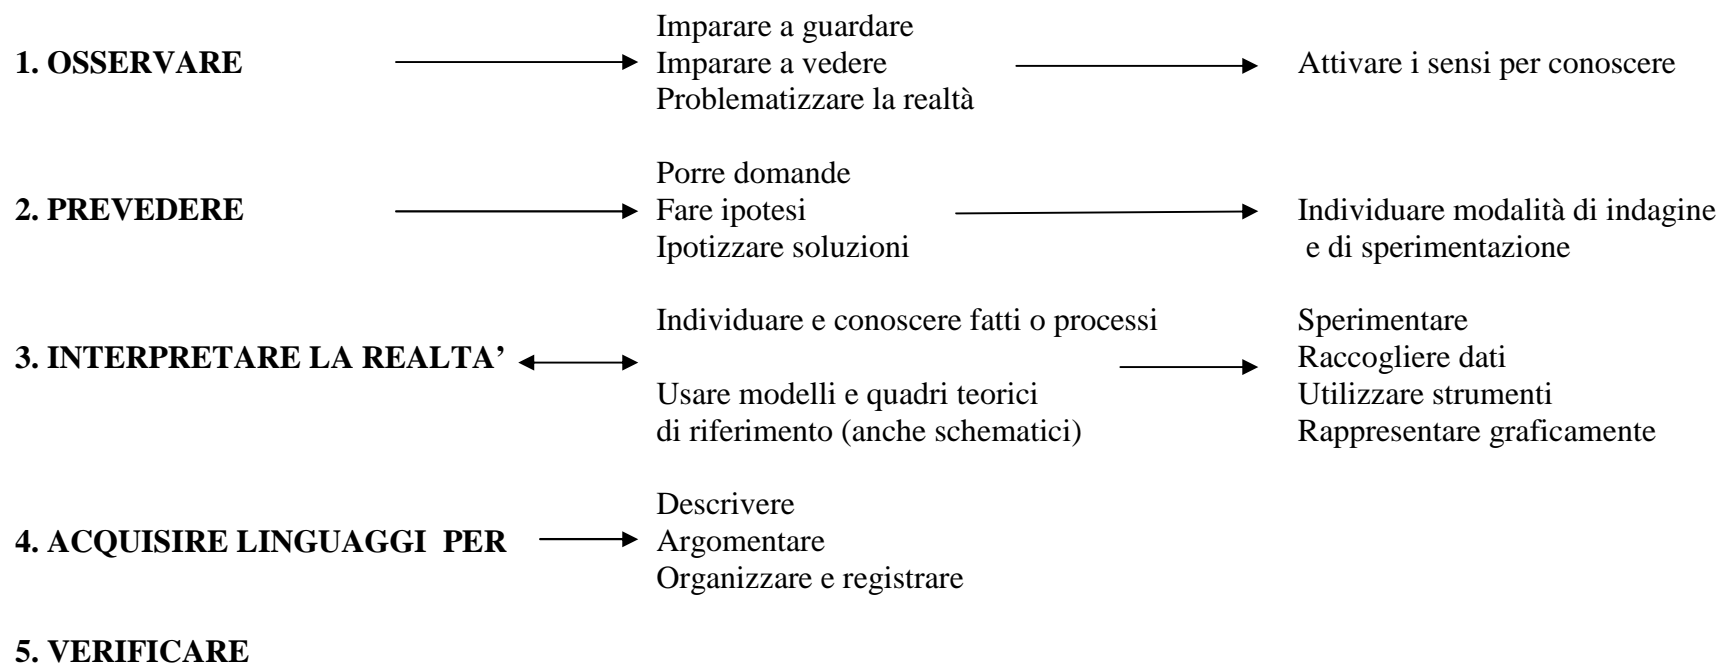 1. OSSERVARE
Imparare a guardare
Imparare a vedere
Problematizzare la realtà
Attivare i sensi per conoscere
2. PREVEDERE
Porre domande
Fare ipotesi
Ipotizzare soluzioni
Individuare modalità di indagine
e di sperimentazione
3. INTERPRETARE LA REALTA’
Individuare e conoscere fatti o processi
Usare modelli e quadri teorici
di riferimento (anche schematici)
Sperimentare
Raccogliere dati
Utilizzare strumenti
Rappresentare graficamente
4. ACQUISIRE LINGUAGGI  PER
Descrivere
Argomentare
Organizzare e registrare
5. VERIFICARE